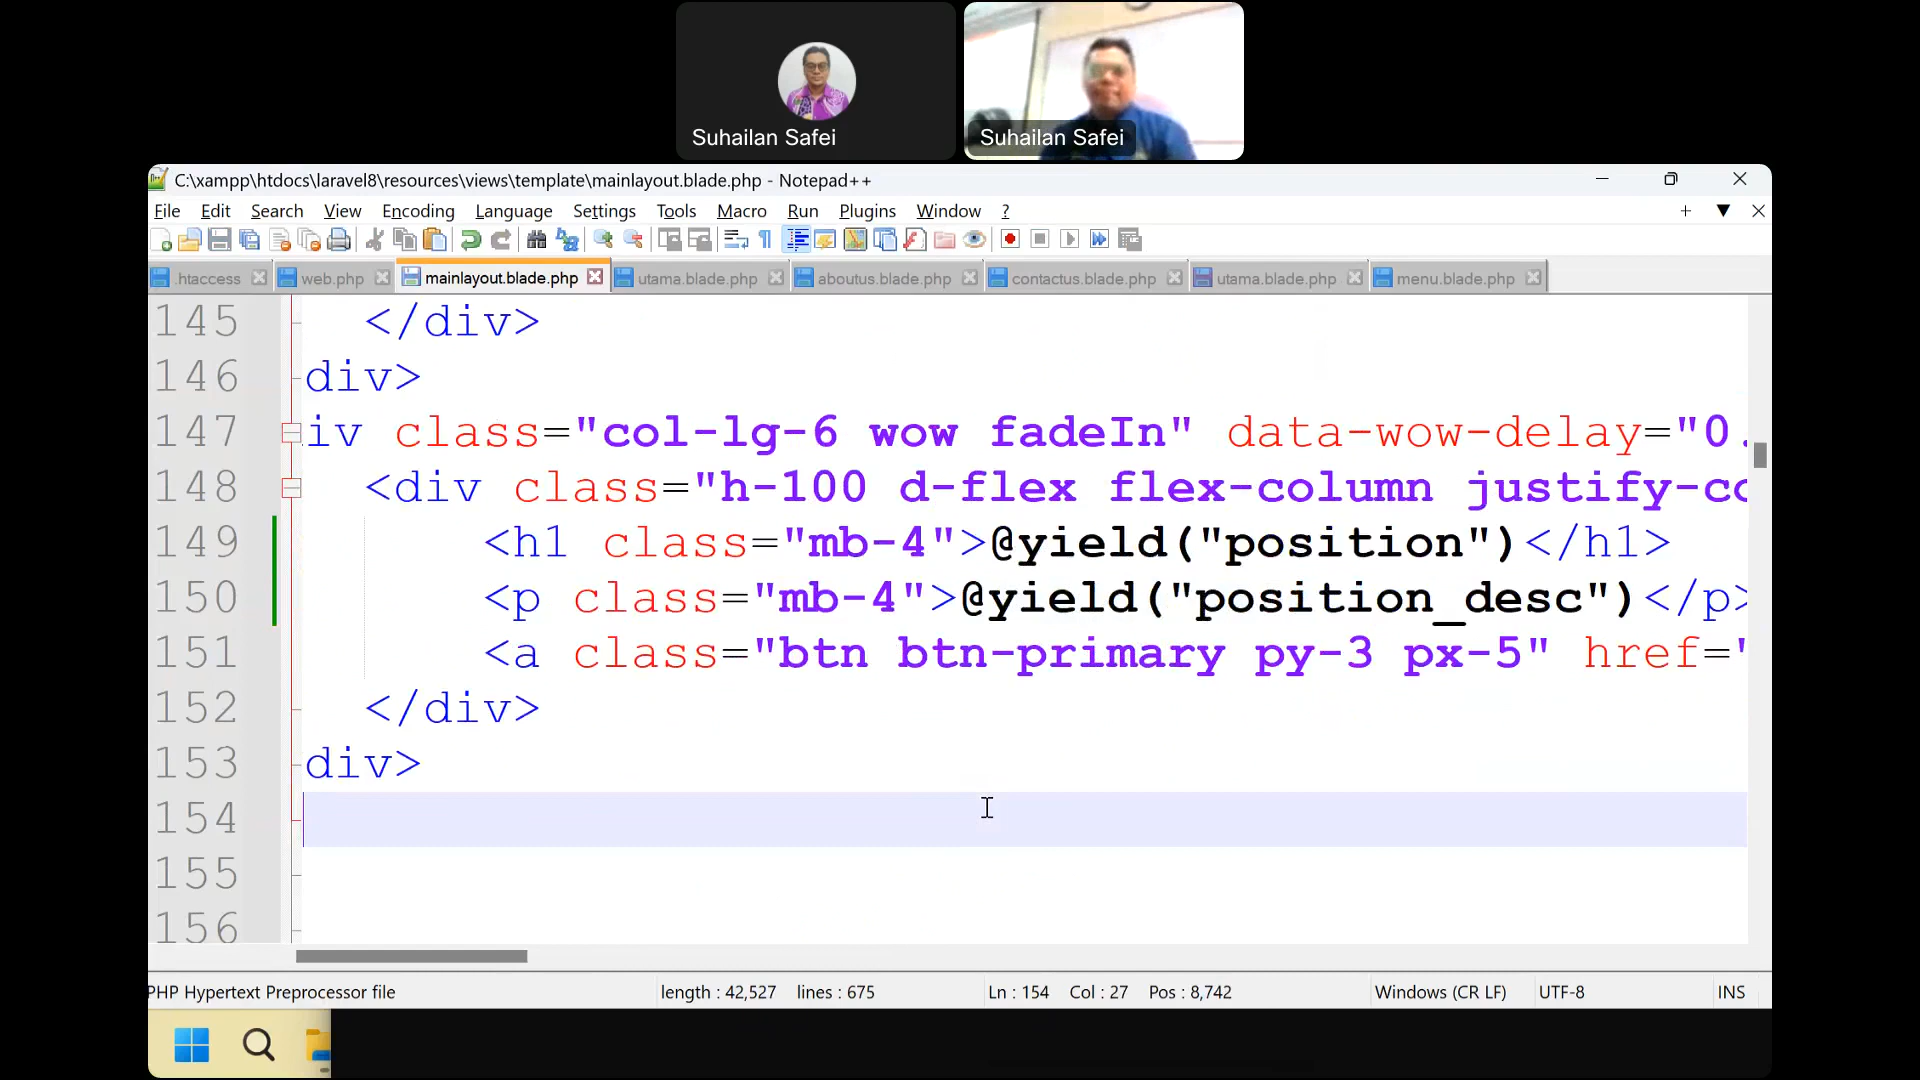 Suhailan Safei
Suhailan Safei
C:\xampp\htdocs\laravel8\resources\views\template\mainlayout.blade.php - Notepad++
File Edit Search View Encoding Language Settings Tools Macro Run Plugins Window ?
.htaccess web.php mainlayout.blade.php utama.blade.php aboutus.blade.php contactus.blade.php utama.blade.php menu.blade.php
145 </div>
146 div>
147 iv class="col-lg-6 wow fadeIn" data-wow-delay="0.
148 <div class="h-100 d-flex flex-column justify-co
149 <h1 class="mb-4">@yield("position")</h1>
150 <p class="mb-4">@yield("position_desc")</p>
151 <a class="btn btn-primary py-3 px-5" href="
152 </div>
153 div>
154
155
156
PHP Hypertext Preprocessor file length : 42,527 lines : 675 Ln : 154 Col : 27 Pos : 8,742 Windows (CR LF) UTF-8 INS